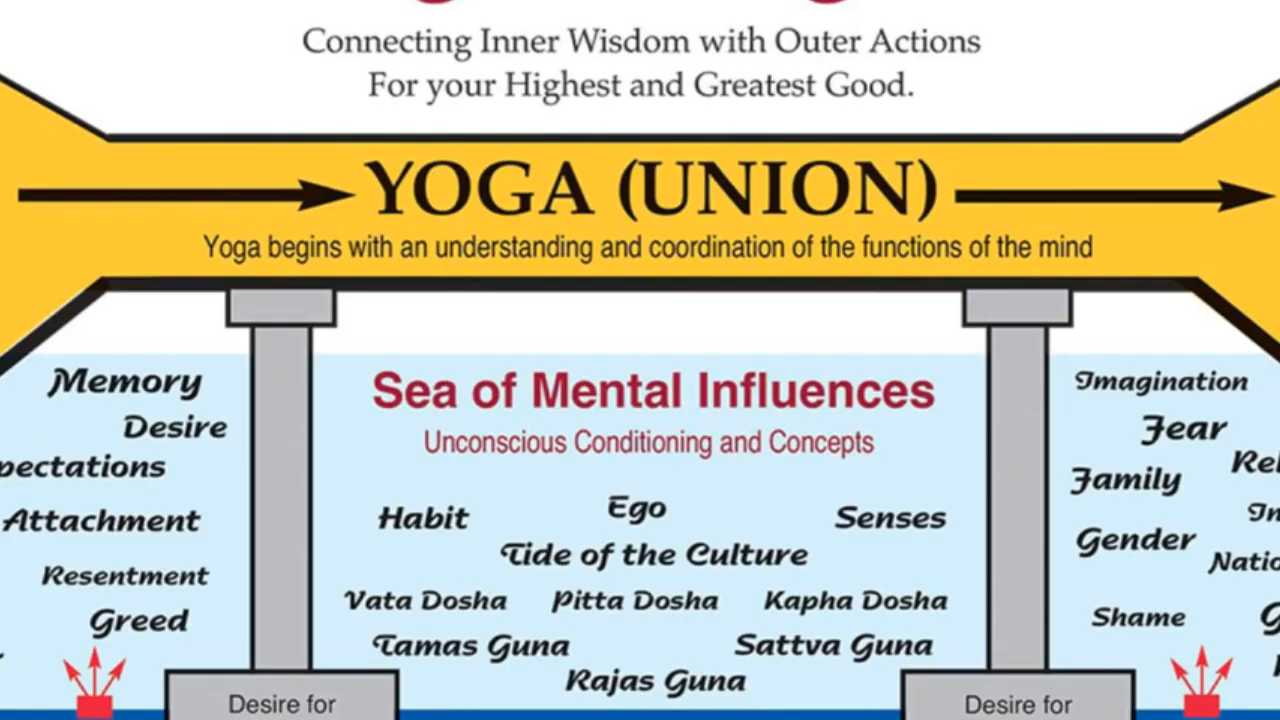 Connecting Inner Wisdom with Outer Actions
For your Highest and Greatest Good.
YOGA (UNION)
Yoga begins with an understanding and coordination of the functions of the mind
Memory
Desire
pectations
Attachment
Resentment
Greed
Sea of Mental Influences
Unconscious Conditioning and Concepts
Habit
Ego
Senses
Tide of the Culture
Vata Dosha
Pitta Dosha
Kapha Dosha
Tamas Guna
Sattva Guna
Rajas Guna
Imagination
Fear
Family
Gender
Shame
Desire for
Desire for